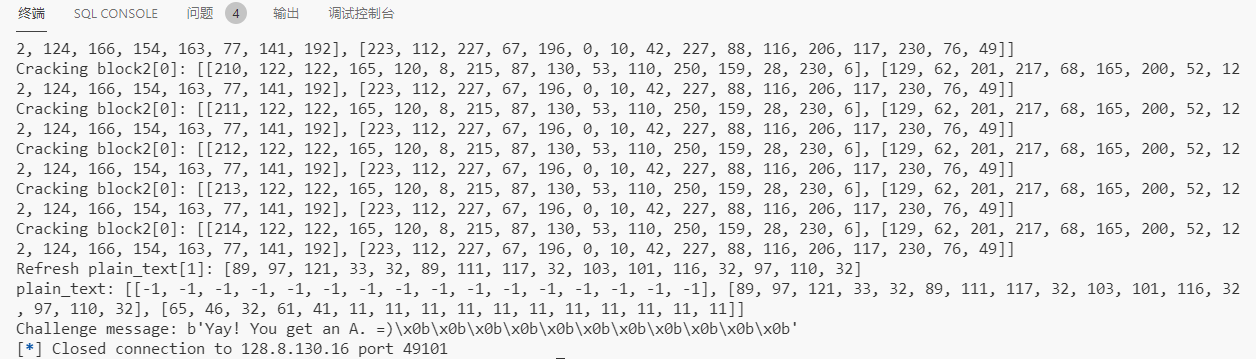 终端 SQL CONSOLE 问题 4 输出 调试控制台
2, 124, 166, 154, 163, 77, 141, 192], [223, 112, 227, 67, 196, 0, 10, 42, 227, 88, 116, 206, 117, 230, 76, 49]]
Cracking block2[0]: [[210, 122, 122, 165, 120, 8, 215, 87, 130, 53, 110, 250, 159, 28, 230, 6], [129, 62, 201, 217, 68, 165, 200, 52, 12
2, 124, 166, 154, 163, 77, 141, 192], [223, 112, 227, 67, 196, 0, 10, 42, 227, 88, 116, 206, 117, 230, 76, 49]]
Cracking block2[0]: [[211, 122, 122, 165, 120, 8, 215, 87, 130, 53, 110, 250, 159, 28, 230, 6], [129, 62, 201, 217, 68, 165, 200, 52, 12
2, 124, 166, 154, 163, 77, 141, 192], [223, 112, 227, 67, 196, 0, 10, 42, 227, 88, 116, 206, 117, 230, 76, 49]]
Cracking block2[0]: [[212, 122, 122, 165, 120, 8, 215, 87, 130, 53, 110, 250, 159, 28, 230, 6], [129, 62, 201, 217, 68, 165, 200, 52, 12
2, 124, 166, 154, 163, 77, 141, 192], [223, 112, 227, 67, 196, 0, 10, 42, 227, 88, 116, 206, 117, 230, 76, 49]]
Cracking block2[0]: [[213, 122, 122, 165, 120, 8, 215, 87, 130, 53, 110, 250, 159, 28, 230, 6], [129, 62, 201, 217, 68, 165, 200, 52, 12
2, 124, 166, 154, 163, 77, 141, 192], [223, 112, 227, 67, 196, 0, 10, 42, 227, 88, 116, 206, 117, 230, 76, 49]]
Cracking block2[0]: [[214, 122, 122, 165, 120, 8, 215, 87, 130, 53, 110, 250, 159, 28, 230, 6], [129, 62, 201, 217, 68, 165, 200, 52, 12
2, 124, 166, 154, 163, 77, 141, 192], [223, 112, 227, 67, 196, 0, 10, 42, 227, 88, 116, 206, 117, 230, 76, 49]]
Refresh plain_text[1]: [89, 97, 121, 33, 32, 89, 111, 117, 32, 103, 101, 116, 32, 97, 110, 32]
plain_text: [[-1, -1, -1, -1, -1, -1, -1, -1, -1, -1, -1, -1, -1, -1, -1, -1], [89, 97, 121, 33, 32, 89, 111, 117, 32, 103, 101, 116, 32
, 97, 110, 32], [65, 46, 32, 61, 41, 11, 11, 11, 11, 11, 11, 11, 11, 11, 11, 11]]
Challenge message: b'Yay! You get an A. =)\x0b\x0b\x0b\x0b\x0b\x0b\x0b\x0b\x0b\x0b\x0b'
[*] Closed connection to 128.8.130.16 port 49101